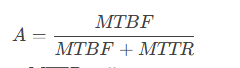 A = MTBF / (MTBF + MTTR)